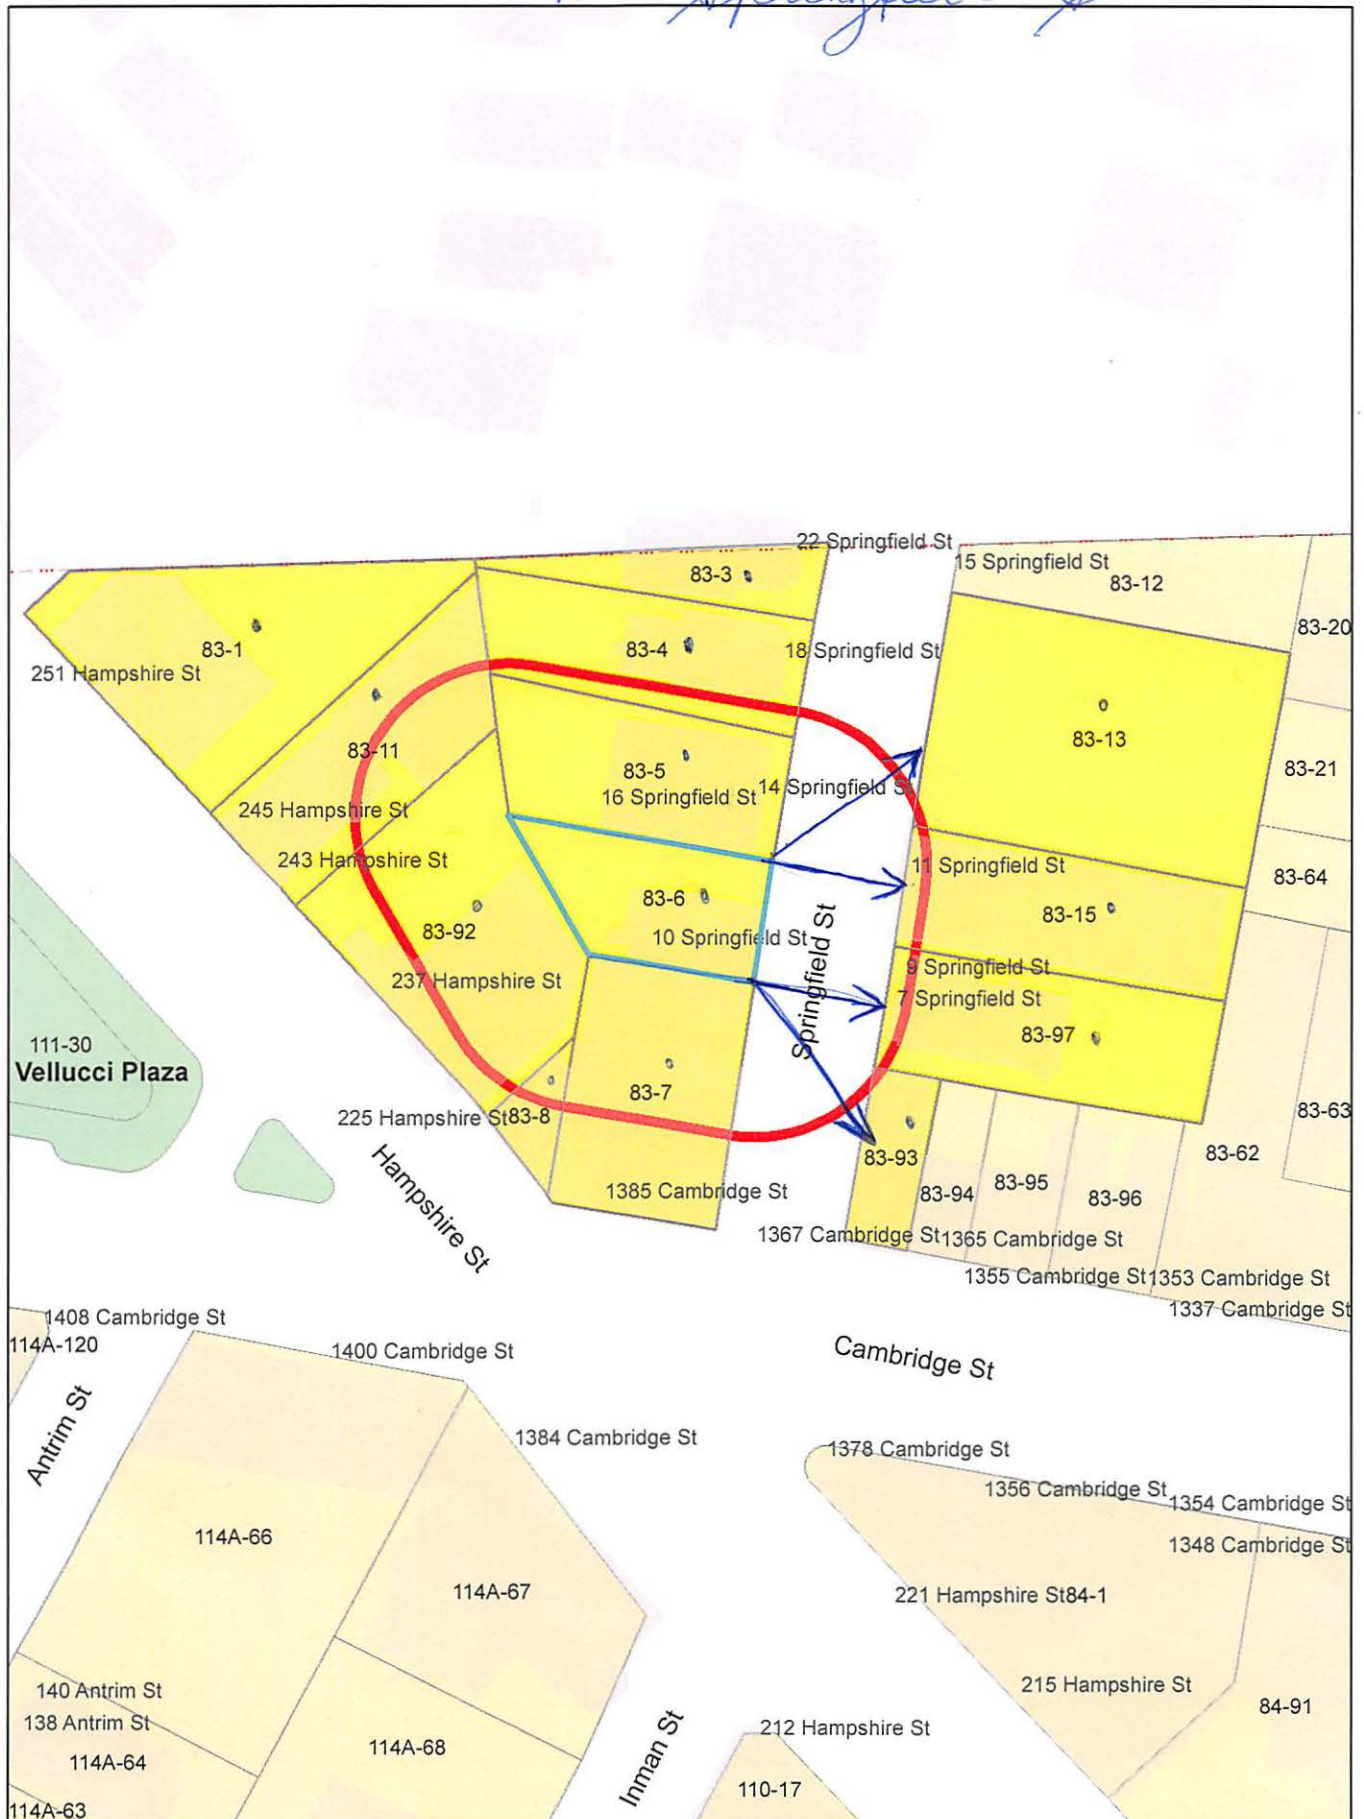 Springfield St
22 Springfield St
15 Springfield St
83-3
83-12
83-20
83-1
83-4
18 Springfield St
251 Hampshire St
83-13
83-11
83-5
14 Springfield St
83-21
16 Springfield St
245 Hampshire St
243 Hampshire St
11 Springfield St
83-64
83-6
83-15
83-92
10 Springfield St
Springfield St
9 Springfield St
237 Hampshire St
7 Springfield St
83-97
111-30
Vellucci Plaza
83-7
225 Hampshire St
83-8
83-63
83-93
83-62
83-94
83-95
83-96
1385 Cambridge St
Hampshire St
1367 Cambridge St
1365 Cambridge St
1355 Cambridge St
1353 Cambridge St
1337 Cambridge St
1408 Cambridge St
114A-120
1400 Cambridge St
Cambridge St
Antrim St
1384 Cambridge St
1378 Cambridge St
1356 Cambridge St
1354 Cambridge St
114A-66
1348 Cambridge St
114A-67
221 Hampshire St
84-1
140 Antrim St
215 Hampshire St
84-91
138 Antrim St
212 Hampshire St
114A-68
114A-64
Inman St
110-17
114A-63